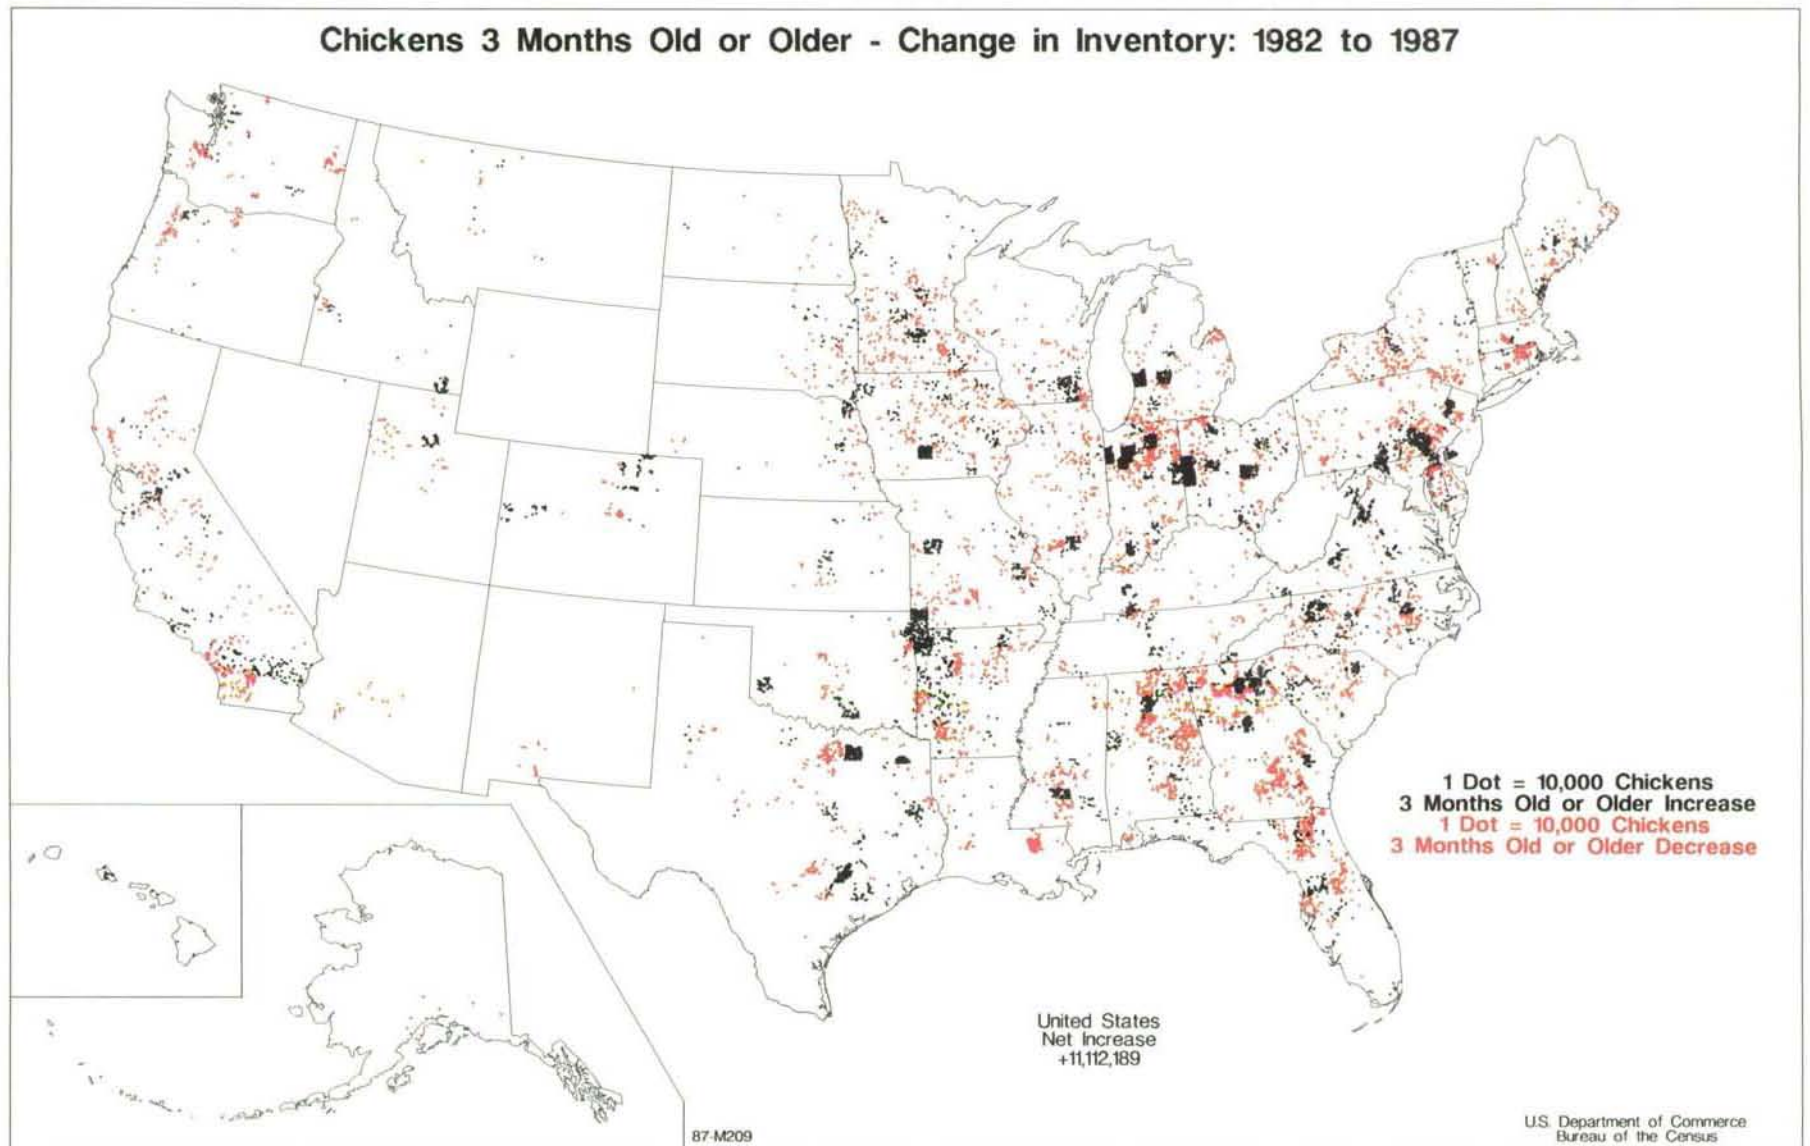 Chickens 3 Months Old or Older - Change in Inventory: 1982 to 1987
1 Dot = 10,000 Chickens
3 Months Old or Older Increase
1 Dot = 10,000 Chickens
3 Months Old or Older Decrease
United States
Net Increase
+11,112,189
87-M209
U.S. Department of Commerce
Bureau of the Census